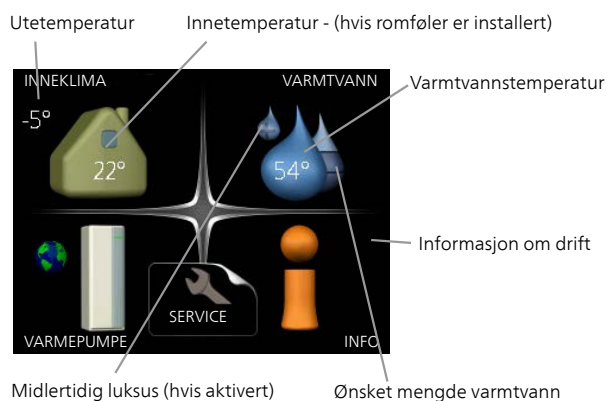 Utetemperatur
Innetemperatur - (hvis romføler er installert)
INNEKLIMA
VARMTVANN
Varmtvannstemperatur
-5°
22°
54°
Informasjon om drift
SERVICE
VARMEPUMPE
INFO
Midlertidig luksus (hvis aktivert)
Ønsket mengde varmtvann